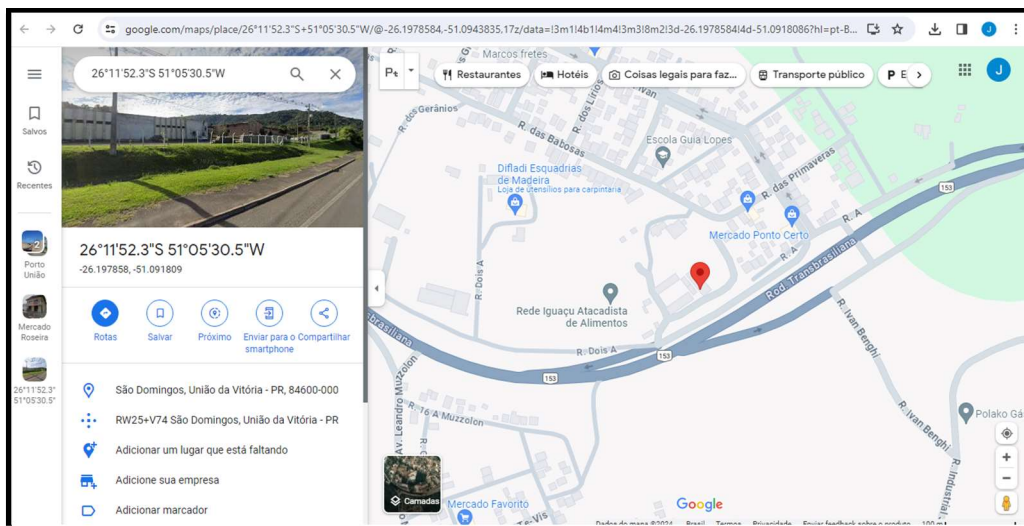 google.com/maps/place/26°11'52.3"S+51°05'30.5"W/@-26.1978584,-51.0943835,17z/data=!3m1!4b1!4m4!3m3!8m2!3d-26.1978584!4d-51.0918086?hl=pt-B...
J
26°11'52.3"S 51°05'30.5"W
Salvos
Recentes
2
Porto
União
Mercado
Roseira
26°11'52.3"
51°05'30.5"
26°11'52.3"S 51°05'30.5"W
-26.197858, -51.091809
Rotas
Salvar
Próximo
Enviar para o
smartphone
Compartilhar
São Domingos, União da Vitória - PR, 84600-000
RW25+V74 São Domingos, União da Vitória - PR
Adicionar um lugar que está faltando
Adicione sua empresa
Adicionar marcador
Restaurantes
Hotéis
Coisas legais para faz...
Transporte público
P E
J
Marcos fretes
R. dos Gerânios
R. dos Lírios
Ivan
R. das Babosas
Escola Guia Lopes
Difladi Esquadrias
de Madeira
Loja de utensílios para carpintaria
R. das Primaveras
153
Mercado Ponto Certo
R. A
R. A
Rod. Transbrasiliana
R. Dois A
Rede Iguaçu Atacadista
de Alimentos
R. Dois A
153
153
R. Ivan Benghi
R. Ivan Benghi
Av. Leandro Muzzolon
R. 16 A Muzzolon
Polako Gá
R. Industrial
Camadas
Mercado Favorito
Google
Dados do mapa ©2024 Brasil Termos Privacidade Enviar feedback sobre o produto 100 m